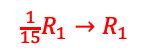 1/15 R₁ → R₁